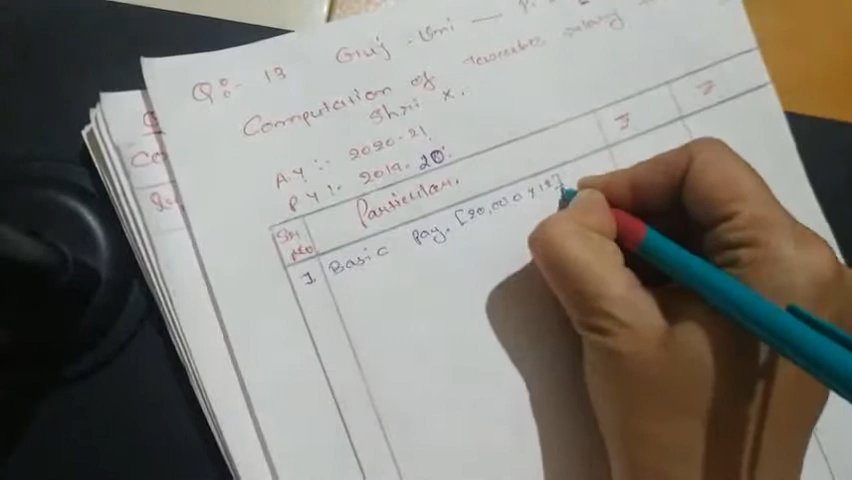 Q:- 13 Guj. Uni — P.
Computation of taxable salary
Shri X.
A.Y :- 2020-21.
P.Y :- 2019-20.
Sr. No. Particular. ₹ ₹
1. Basic Pay. [20,000 X 12]